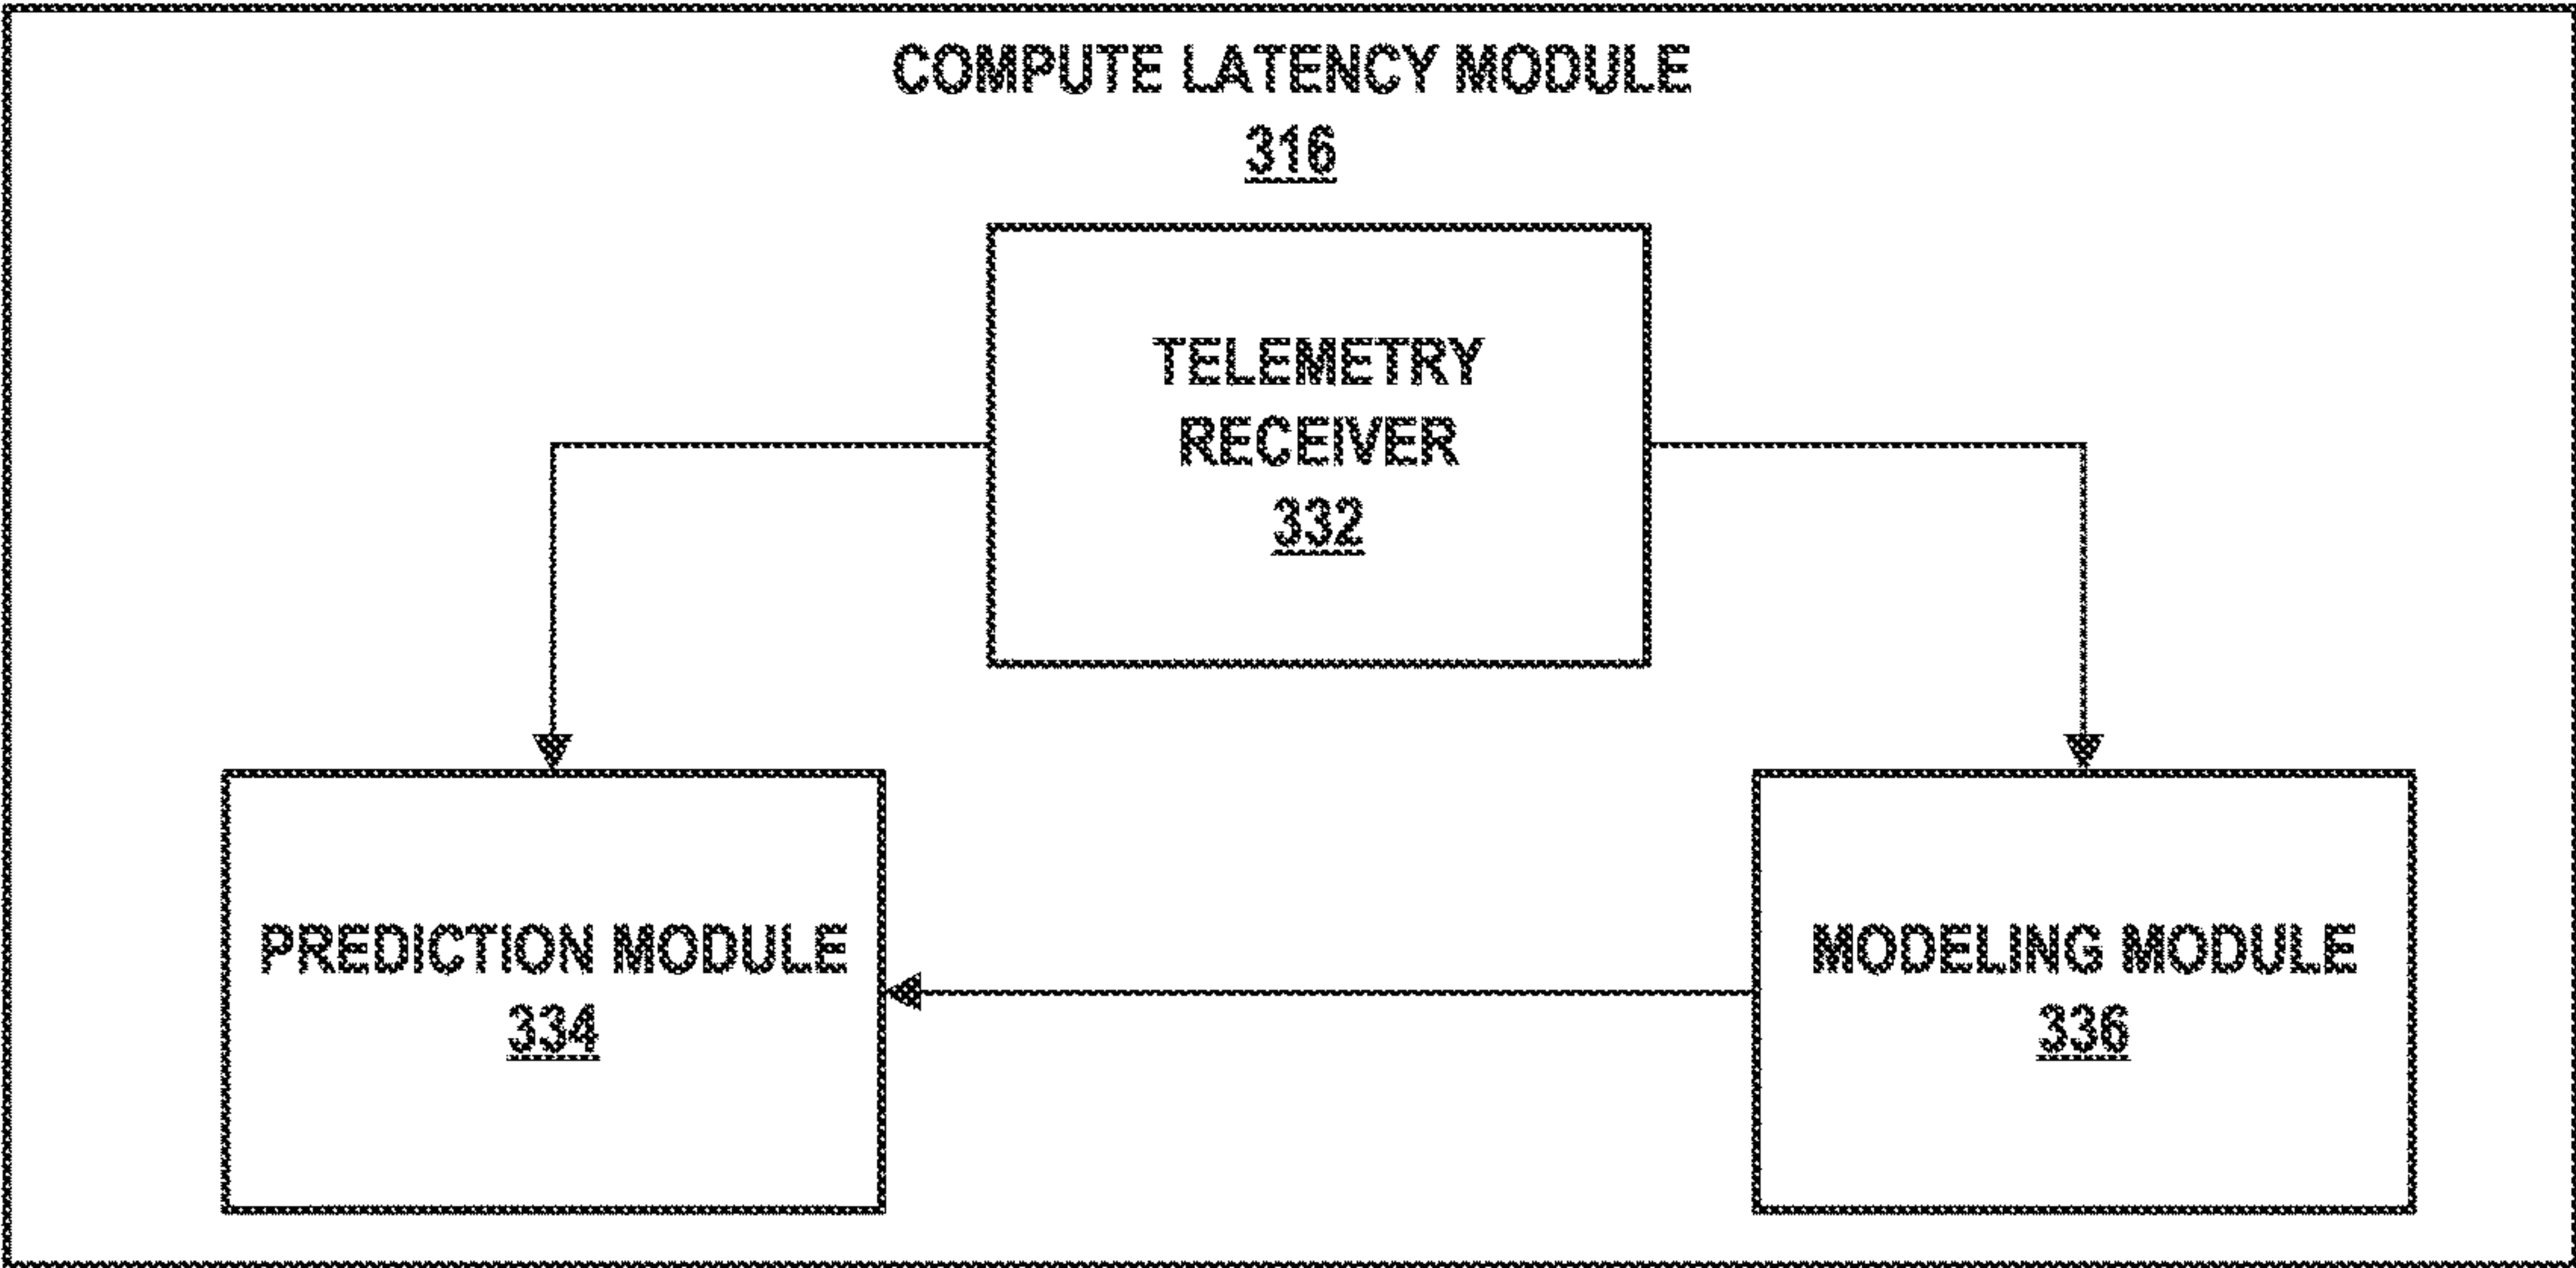 COMPUTE LATENCY MODULE
316
TELEMETRY
RECEIVER
332
PREDICTION MODULE
334
MODELING MODULE
336